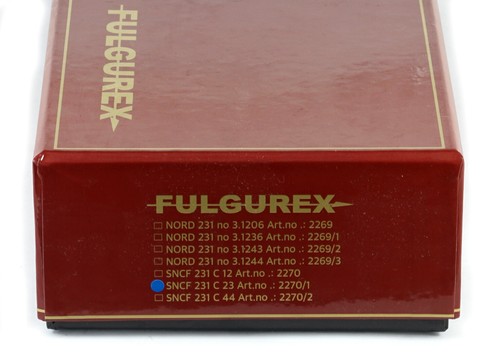 FULGUREX
FULGUREX
NORD 231 no 3.1206 Art.no .: 2269
NORD 231 no 3.1236 Art.no .: 2269/1
NORD 231 no 3.1243 Art.no .: 2269/2
NORD 231 no 3.1244 Art.no .: 2269/3
SNCF 231 C 12 Art.no .: 2270
SNCF 231 C 23 Art.no .: 2270/1
SNCF 231 C 44 Art.no .: 2270/2